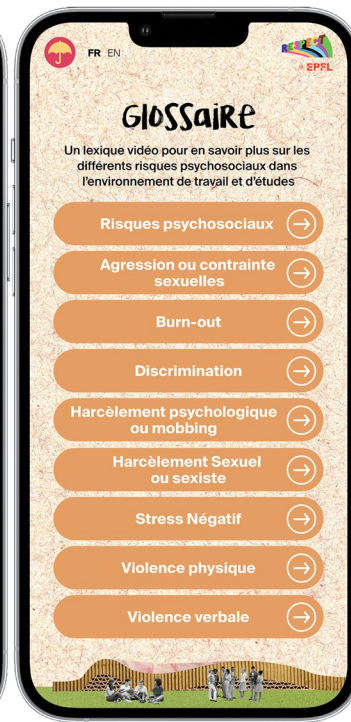 FR EN
RESPECT
EPFL
GLOSSaiRE
Un lexique vidéo pour en savoir plus sur les
différents risques psychosociaux dans
l'environnement de travail et d'études
Risques psychosociaux
Agression ou contrainte
sexuelles
Burn-out
Discrimination
Harcèlement psychologique
ou mobbing
Harcèlement Sexuel
ou sexiste
Stress Négatif
Violence physique
Violence verbale